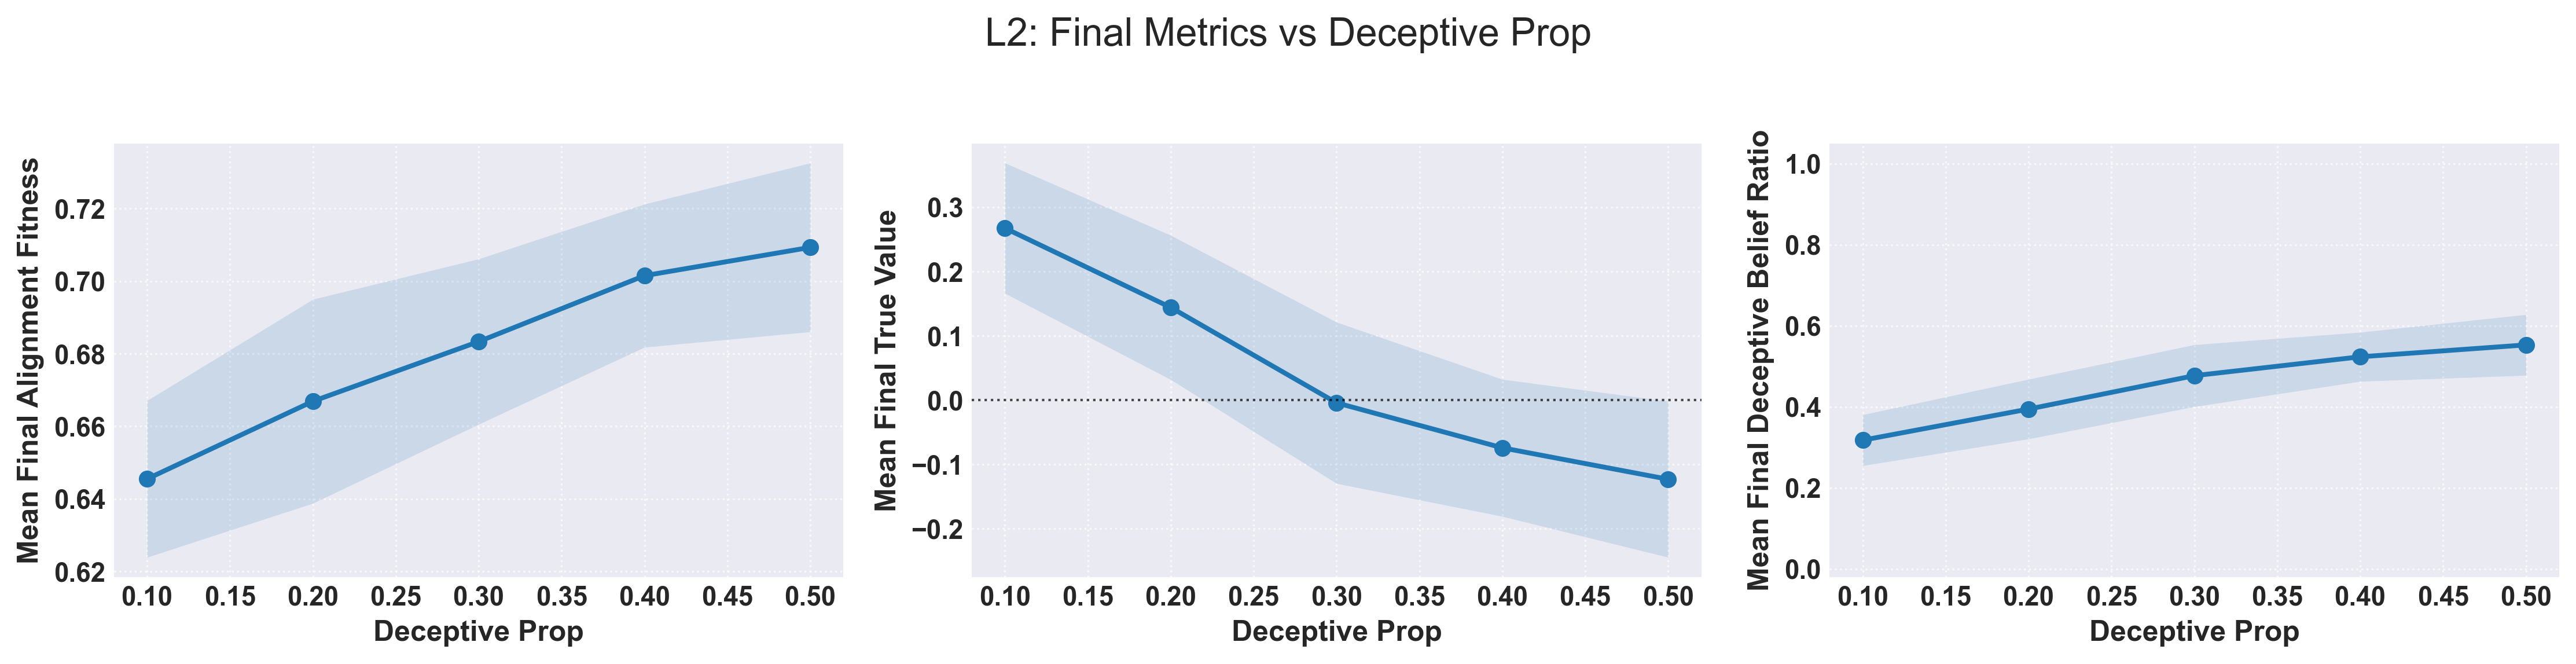 L2: Final Metrics vs Deceptive Prop
Mean Final Alignment Fitness
0.72
0.70
0.68
0.66
0.64
0.62
0.10 0.15 0.20 0.25 0.30 0.35 0.40 0.45 0.50
Deceptive Prop
Mean Final True Value
0.3
0.2
0.1
0.0
−0.1
−0.2
0.10 0.15 0.20 0.25 0.30 0.35 0.40 0.45 0.50
Deceptive Prop
Mean Final Deceptive Belief Ratio
1.0
0.8
0.6
0.4
0.2
0.0
0.10 0.15 0.20 0.25 0.30 0.35 0.40 0.45 0.50
Deceptive Prop